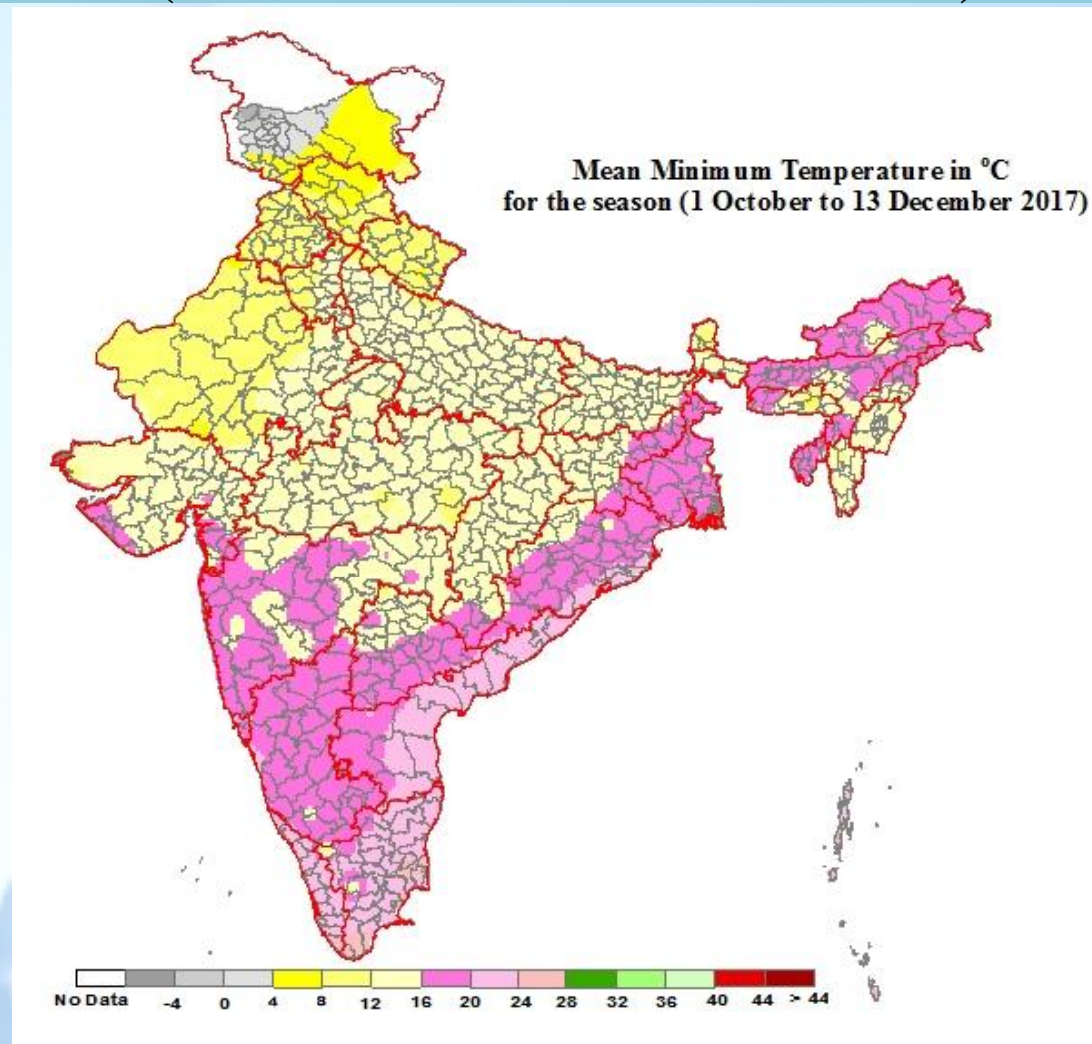 Mean Minimum Temperature in °C
for the season (1 October to 13 December 2017)
No Data -4 0 4 8 12 16 20 24 28 32 36 40 44 > 44